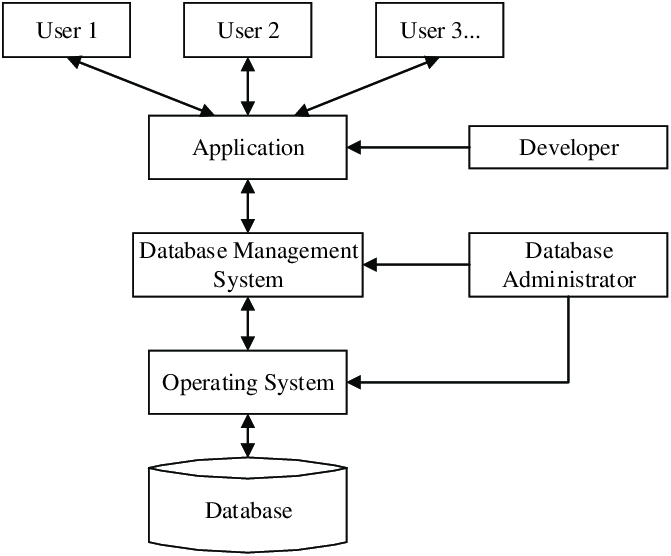 User 1
User 2
User 3...
Application
Developer
Database Management
System
Database
Administrator
Operating System
Database